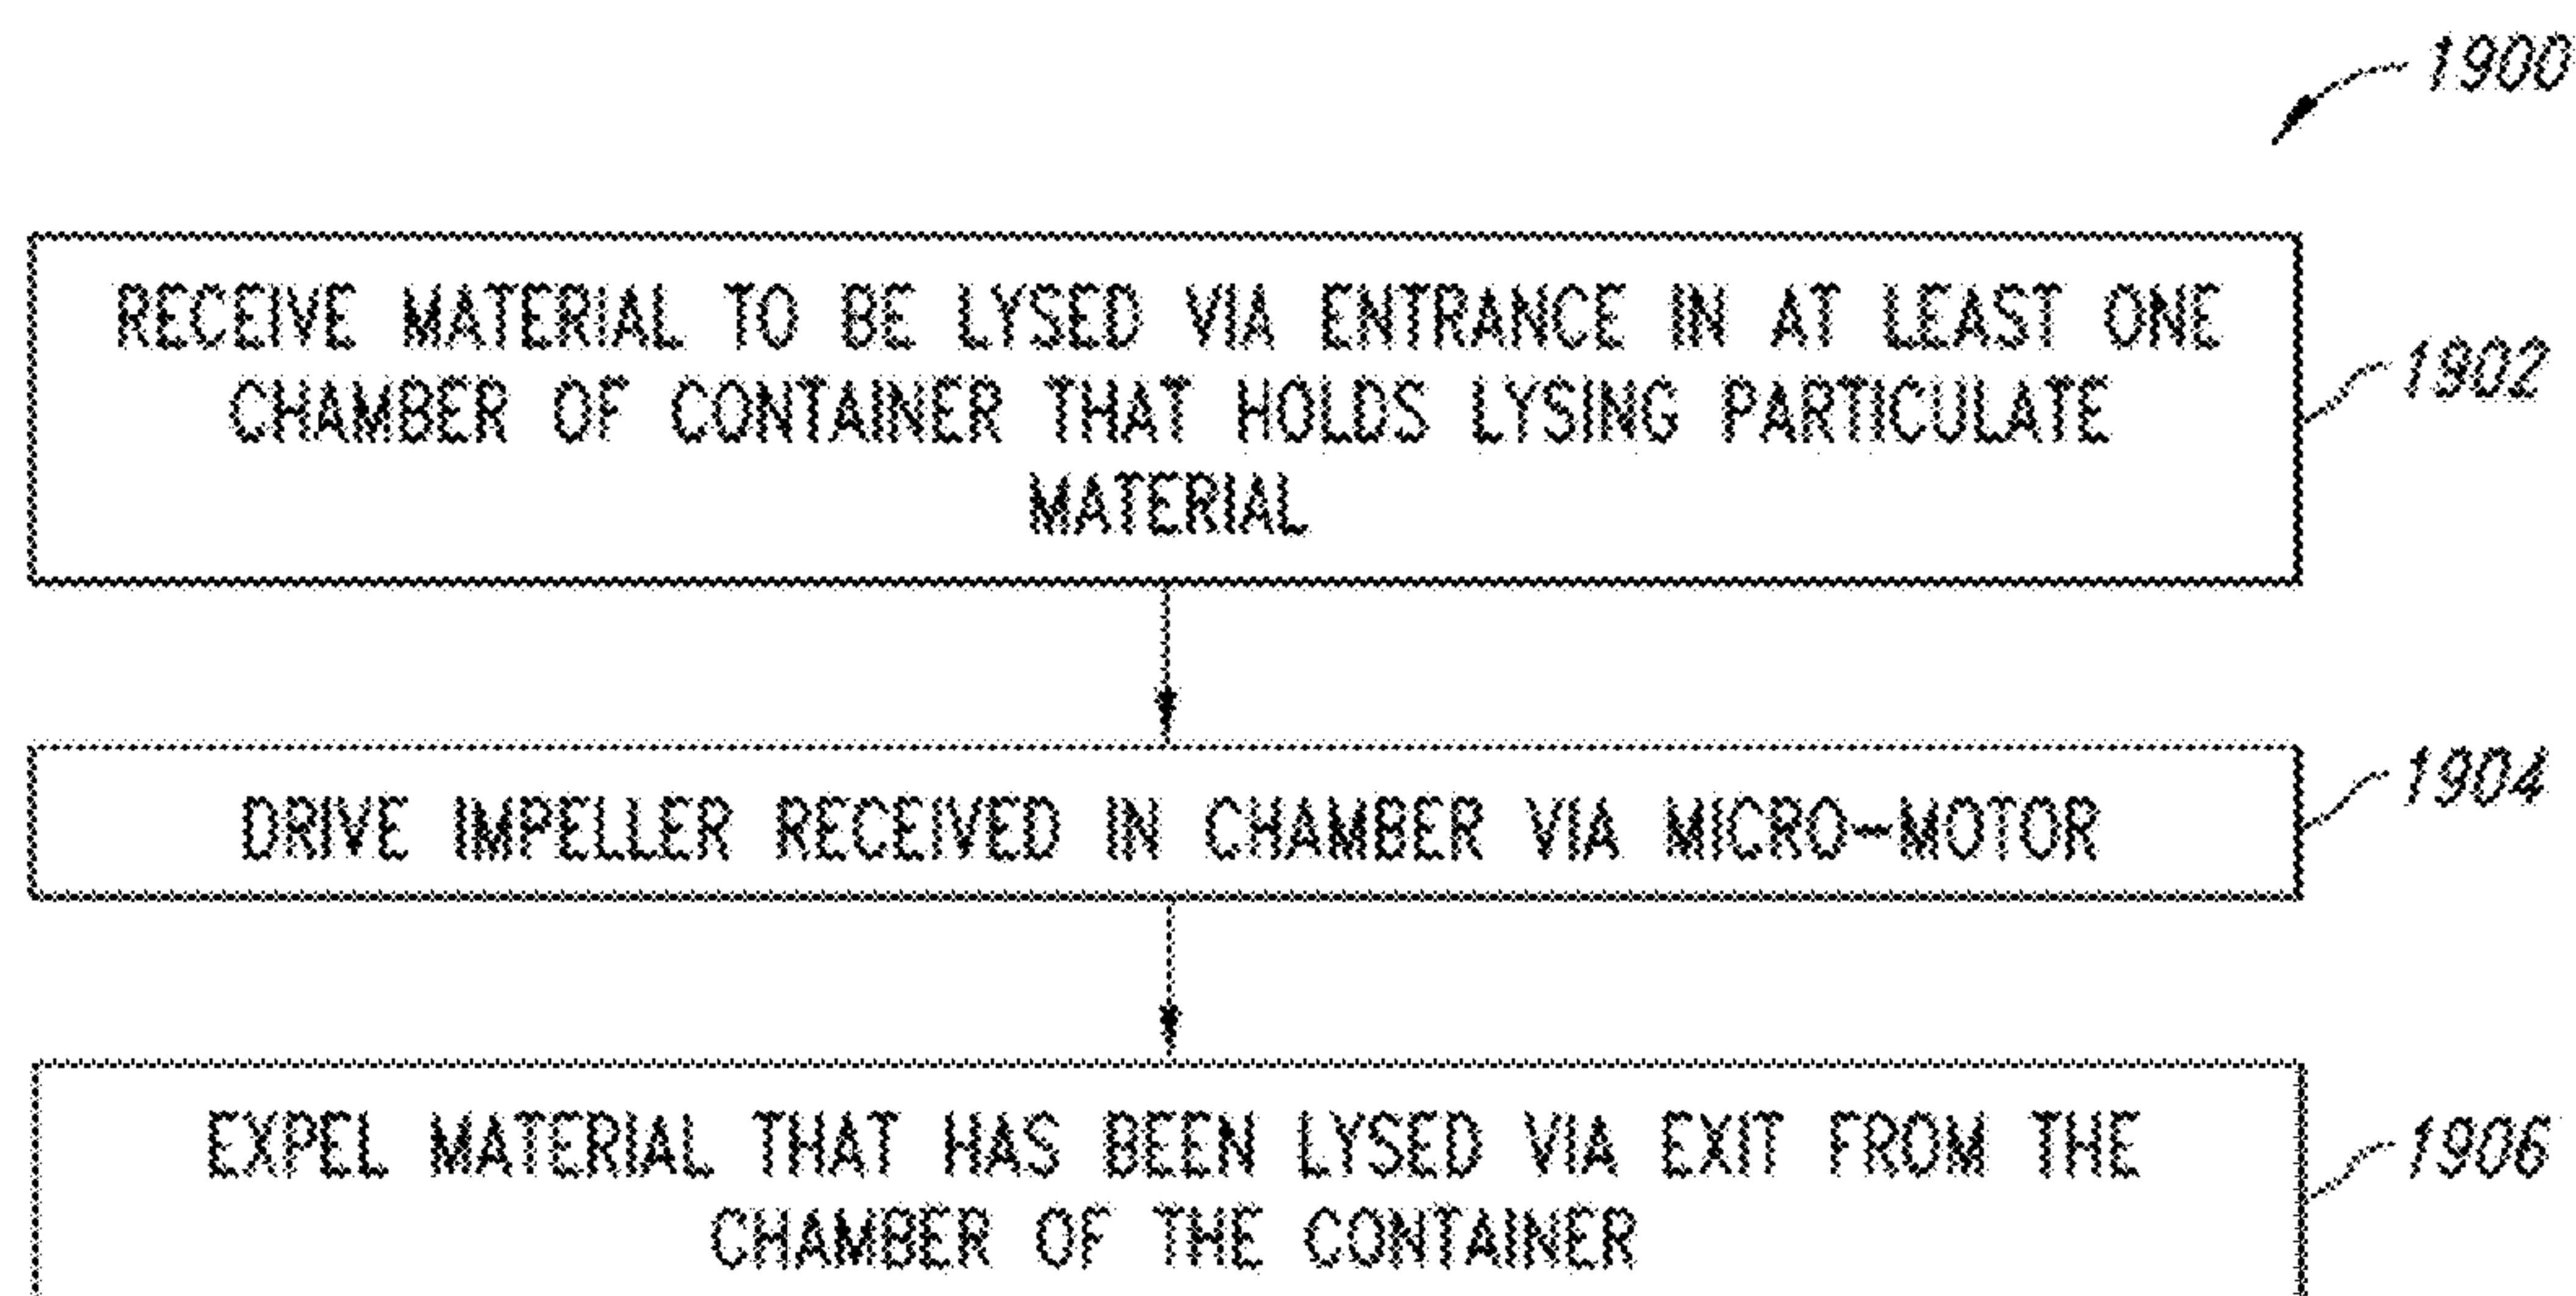 1900
RECEIVE MATERIAL TO BE LYSED VIA ENTRANCE IN AT LEAST ONE
CHAMBER OF CONTAINER THAT HOLDS LYSING PARTICULATE
MATERIAL
1902
DRIVE IMPELLER RECEIVED IN CHAMBER VIA MICRO-MOTOR
1904
EXPEL MATERIAL THAT HAS BEEN LYSED VIA EXIT FROM THE
CHAMBER OF THE CONTAINER
1906